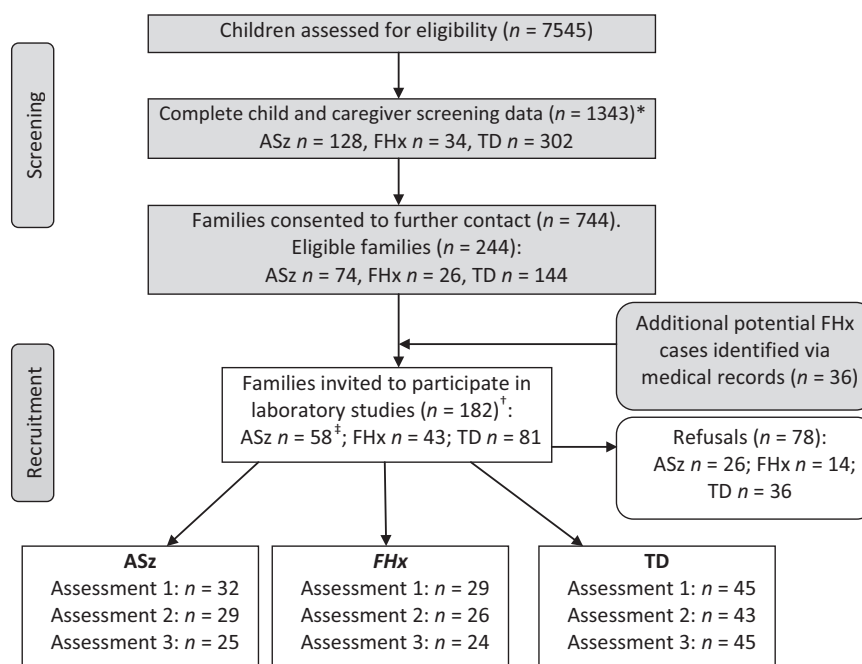 Screening
Children assessed for eligibility (n = 7545)
Complete child and caregiver screening data (n = 1343)*
ASz n = 128, FHx n = 34, TD n = 302
Families consented to further contact (n = 744).
Eligible families (n = 244):
ASz n = 74, FHx n = 26, TD n = 144
Recruitment
Additional potential FHx
cases identified via
medical records (n = 36)
Families invited to participate in
laboratory studies (n = 182)†:
ASz n = 58‡; FHx n = 43; TD n = 81
Refusals (n = 78):
ASz n = 26; FHx n = 14;
TD n = 36
ASz
Assessment 1: n = 32
Assessment 2: n = 29
Assessment 3: n = 25
FHx
Assessment 1: n = 29
Assessment 2: n = 26
Assessment 3: n = 24
TD
Assessment 1: n = 45
Assessment 2: n = 43
Assessment 3: n = 45